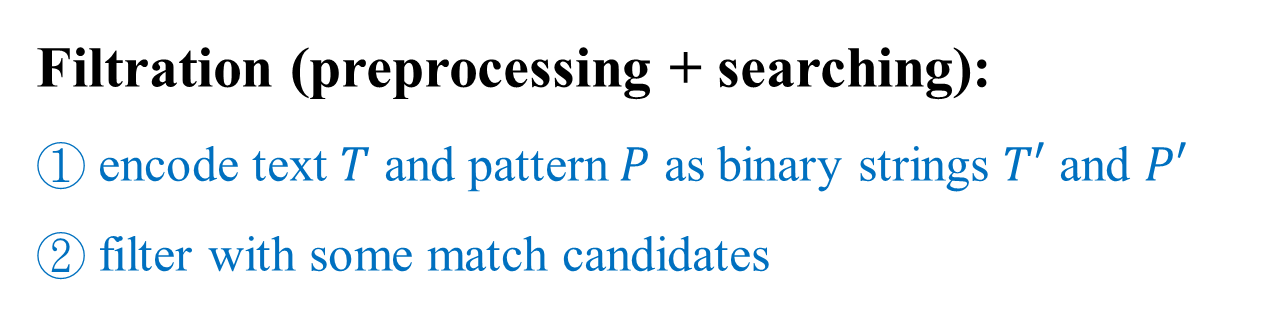 Filtration (preprocessing + searching):
① encode text T and pattern P as binary strings T′ and P′
② filter with some match candidates